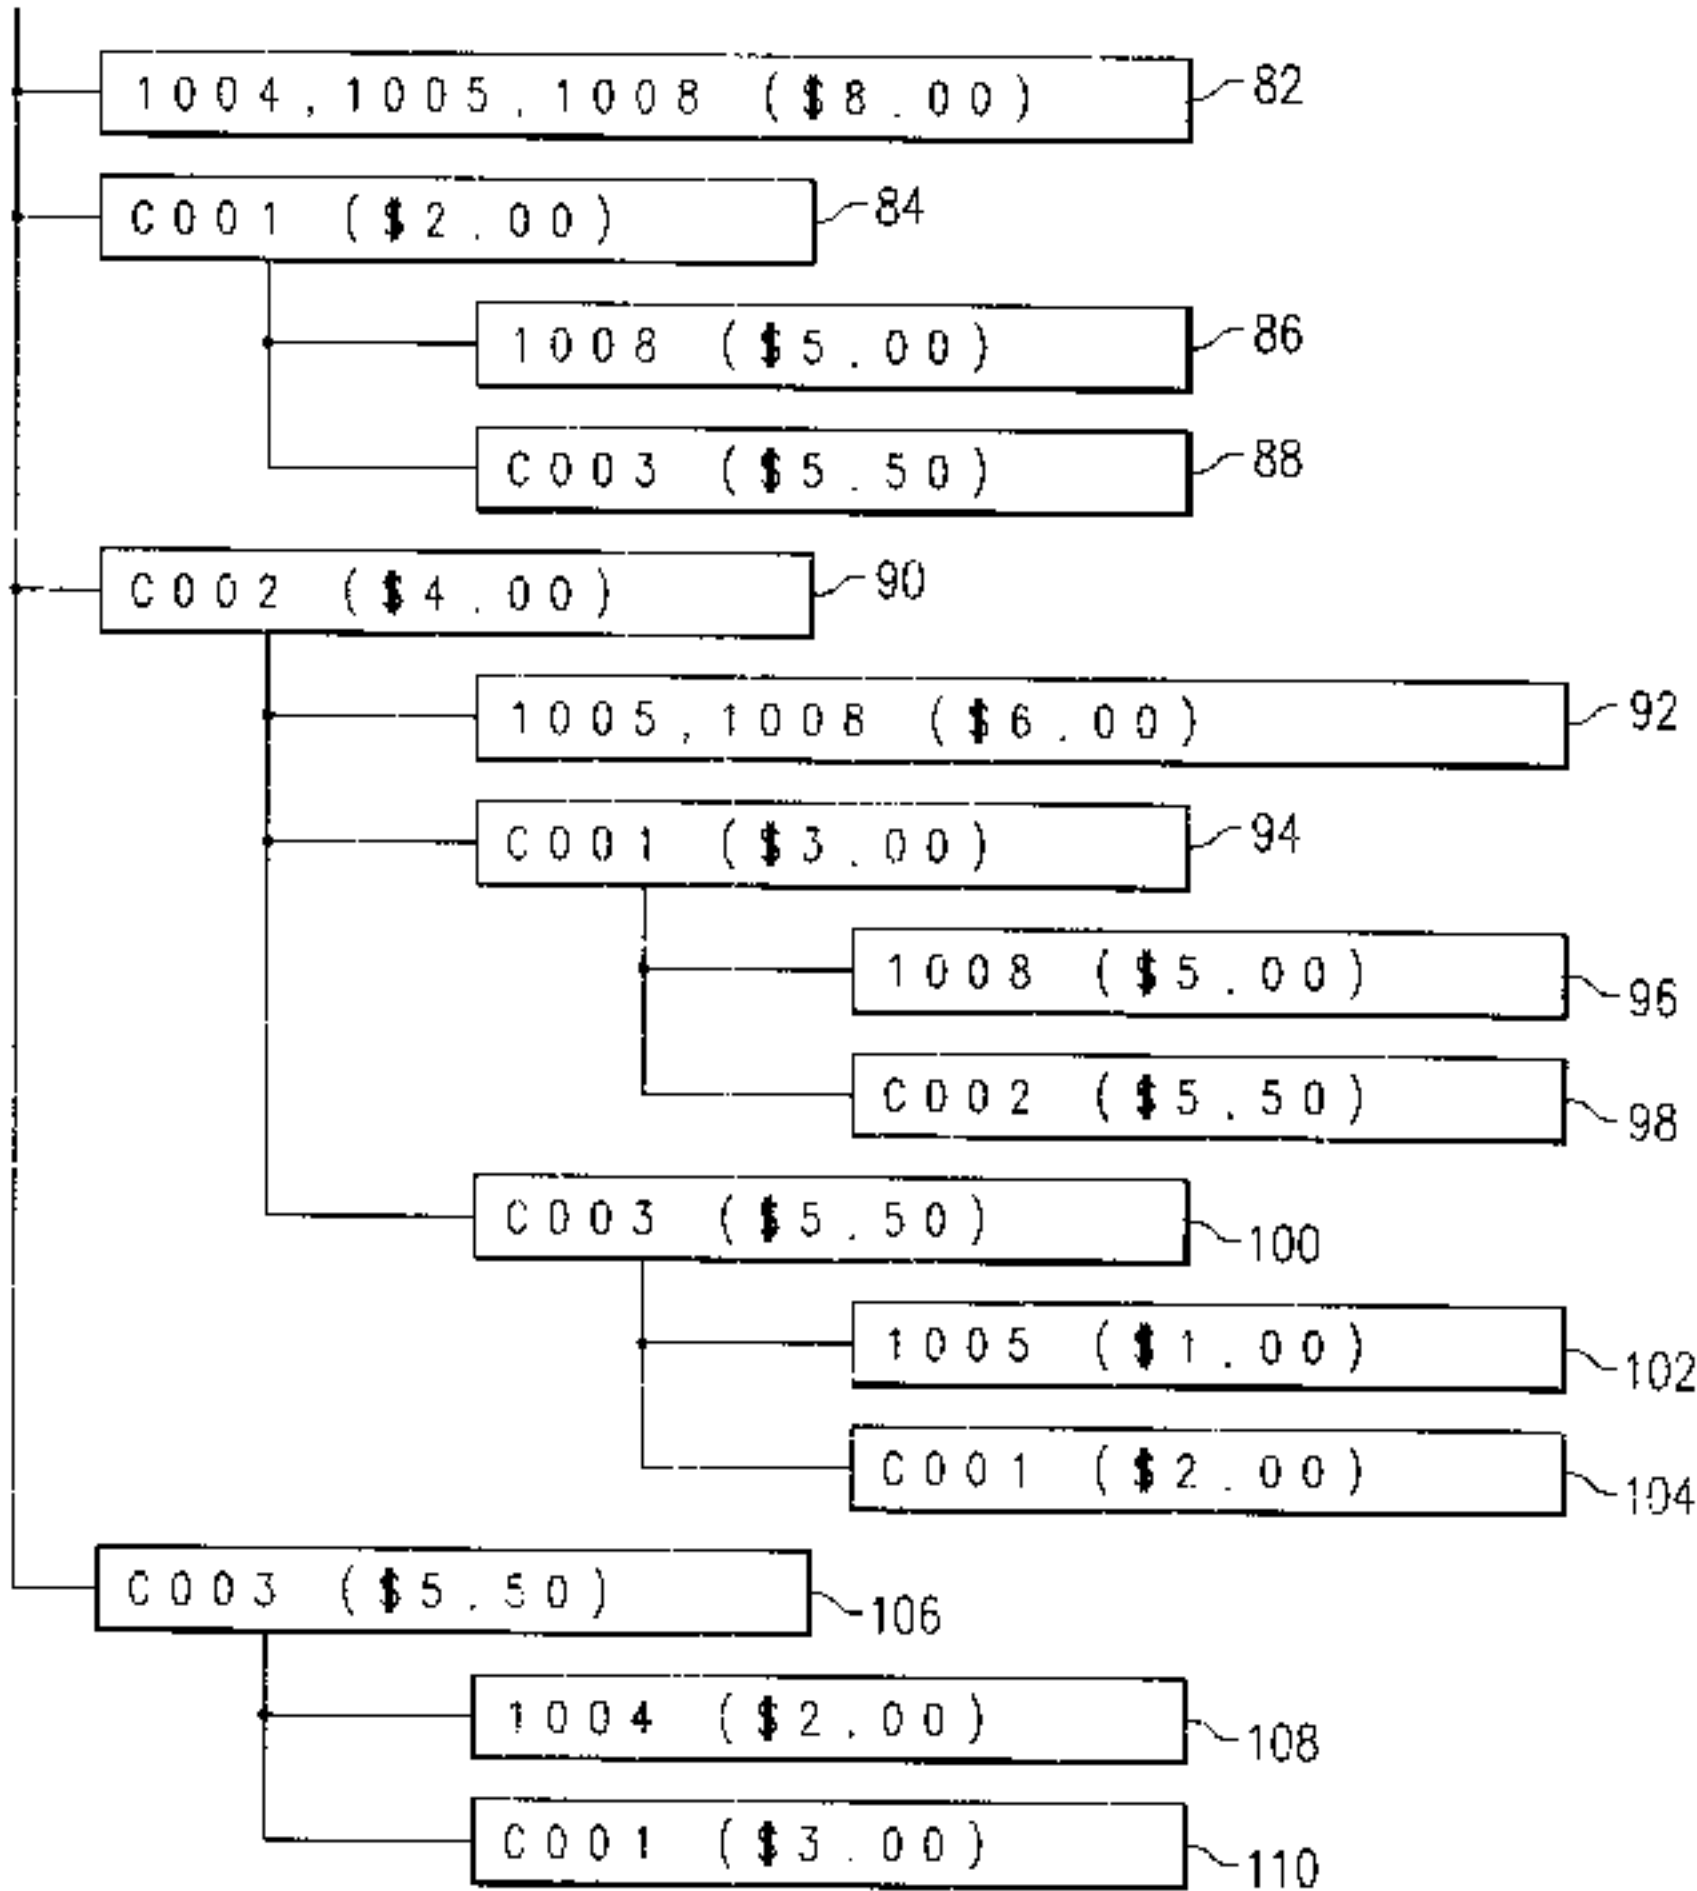 1004,1005,1008 ($8.00) 82
C001 ($2.00) 84
1008 ($5.00) 86
C003 ($5.50) 88
C002 ($4.00) 90
1005,1008 ($6.00) 92
C001 ($3.00) 94
1008 ($5.00) 96
C002 ($5.50) 98
C003 ($5.50) 100
1005 ($1.00) 102
C001 ($2.00) 104
C003 ($5.50) 106
1004 ($2.00) 108
C001 ($3.00) 110